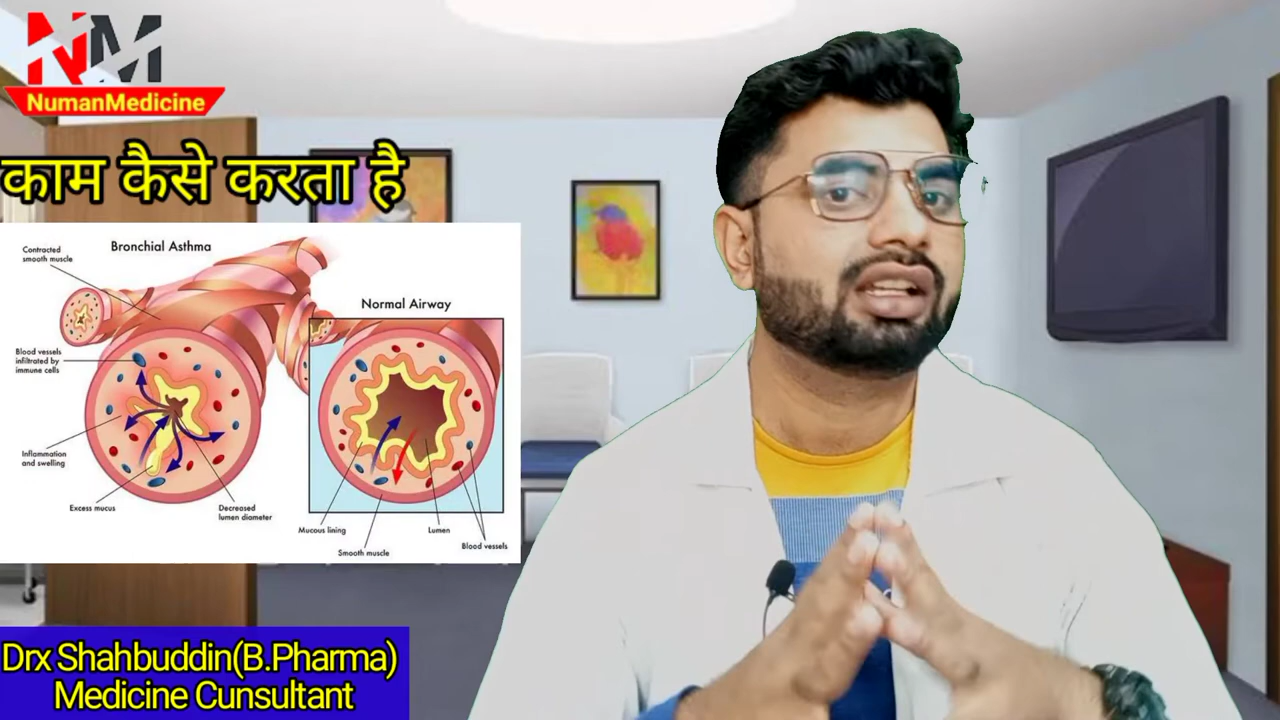 NM
NumanMedicine
काम कैसे करता है
Bronchial Asthma
Contracted
smooth muscle
Blood vessels
infiltrated by
immune cells
Inflammation
and swelling
Excess mucus
Decreased
lumen diameter
Normal Airway
Mucous lining
Smooth muscle
Lumen
Blood vessels
Drx Shahbuddin(B.Pharma)
Medicine Cunsultant